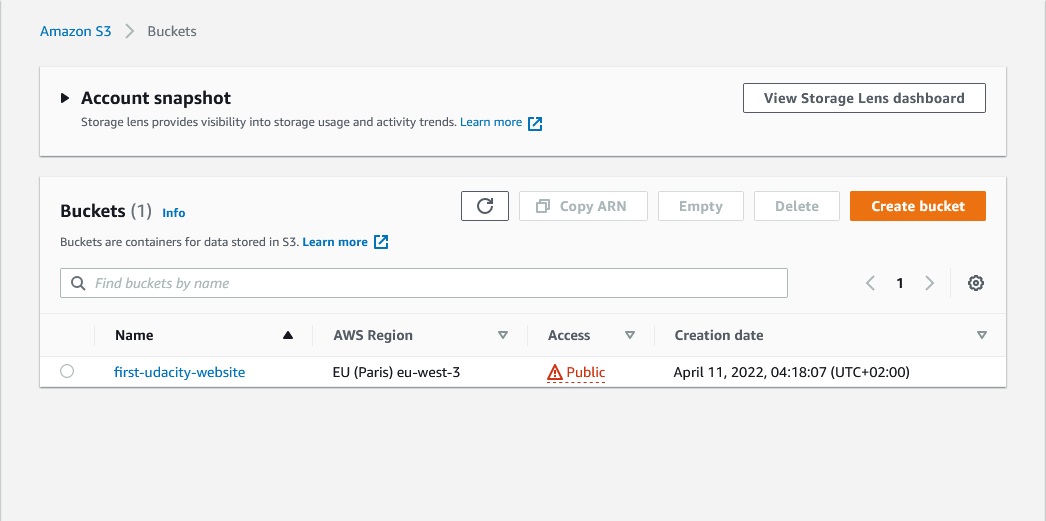 Amazon S3 > Buckets
Account snapshot
View Storage Lens dashboard
Storage lens provides visibility into storage usage and activity trends. Learn more
Buckets (1) Info
Copy ARN Empty Delete Create bucket
Buckets are containers for data stored in S3. Learn more
Find buckets by name
1
Name AWS Region Access Creation date
first-udacity-website EU (Paris) eu-west-3 Public April 11, 2022, 04:18:07 (UTC+02:00)